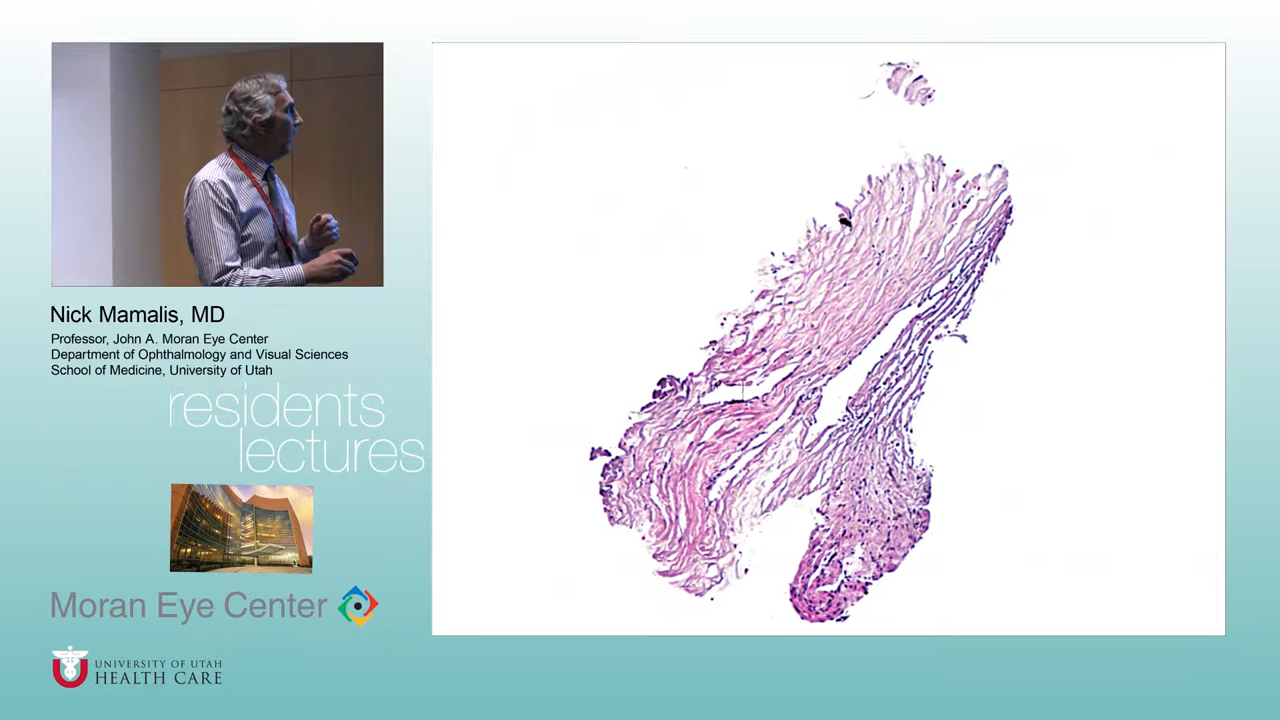 Nick Mamalis, MD
Professor, John A. Moran Eye Center
Department of Ophthalmology and Visual Sciences
School of Medicine, University of Utah
residents
lectures
Moran Eye Center
UNIVERSITY OF UTAH
HEALTH CARE